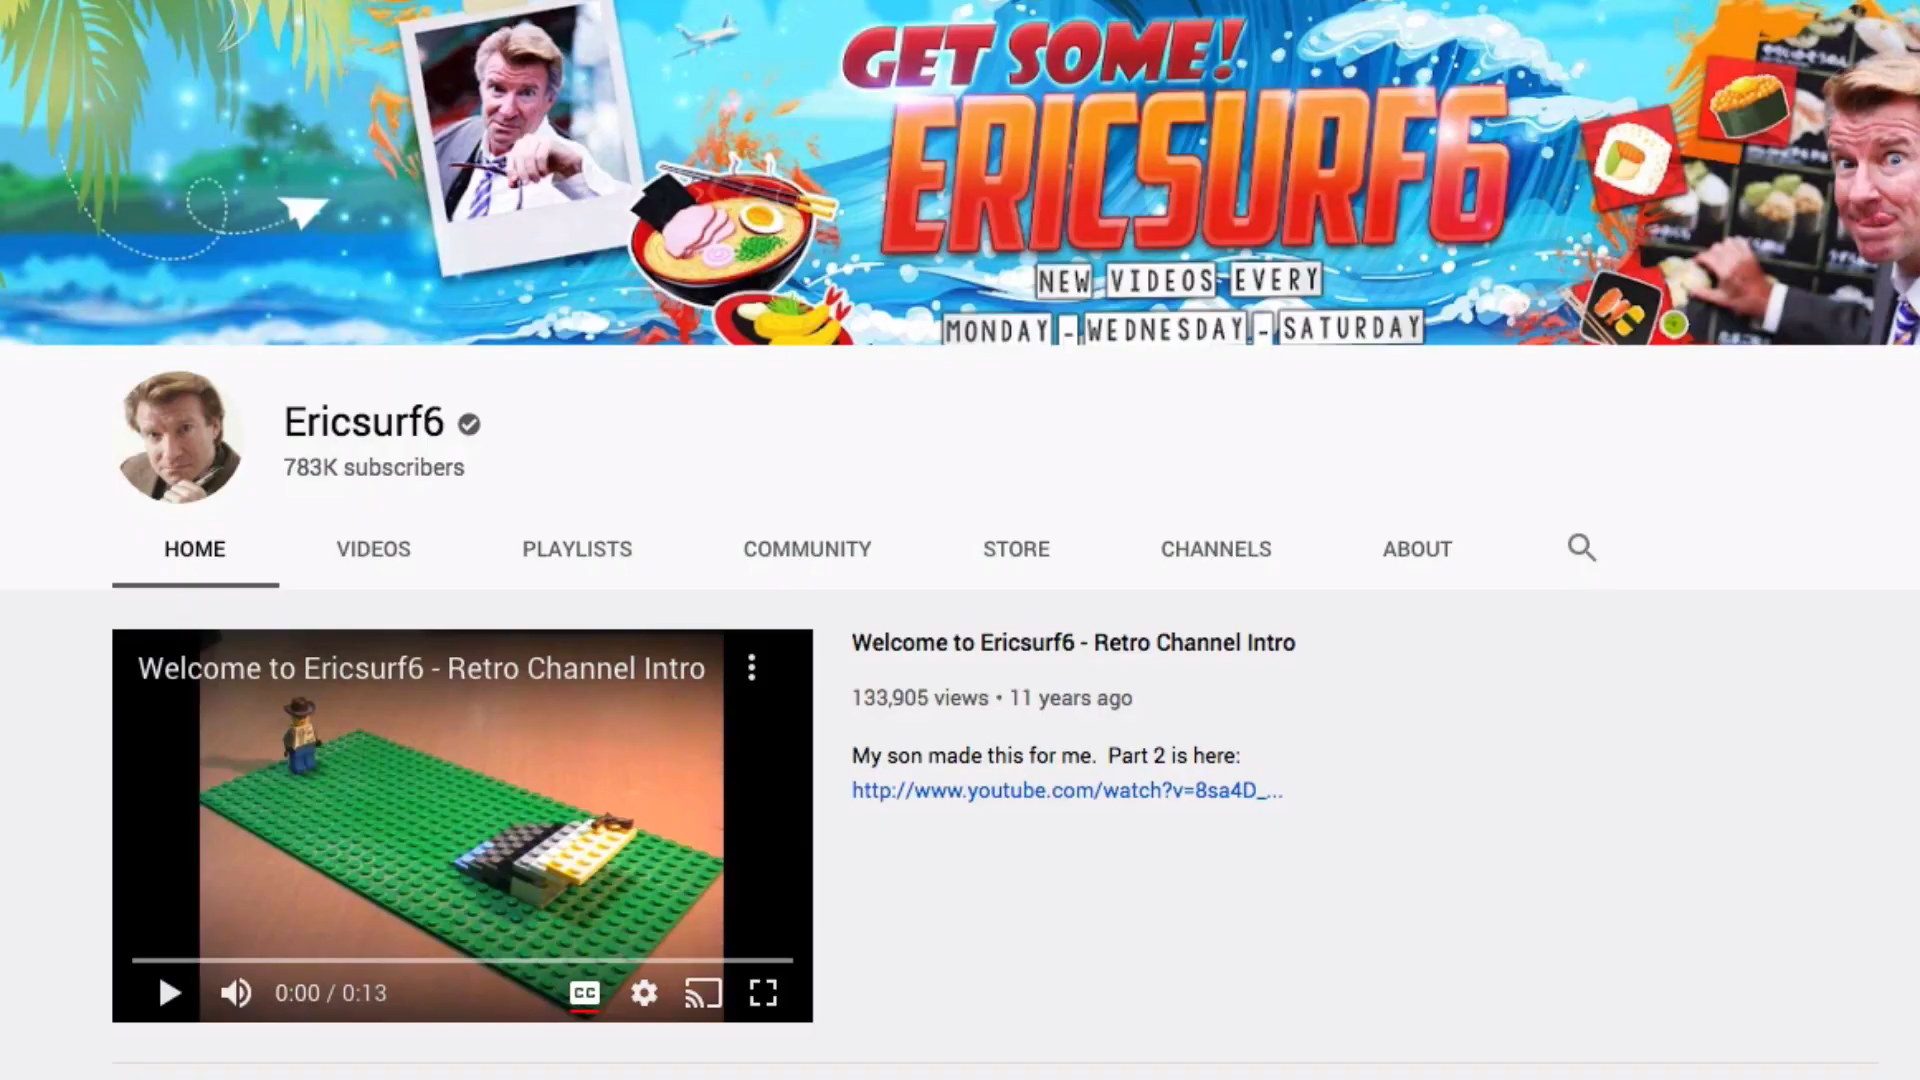 GET SOME!
ERICSURF6
NEW VIDEOS EVERY
MONDAY - WEDNESDAY - SATURDAY
Ericsurf6
783K subscribers
HOME VIDEOS PLAYLISTS COMMUNITY STORE CHANNELS ABOUT
Welcome to Ericsurf6 - Retro Channel Intro
Welcome to Ericsurf6 - Retro Channel Intro
133,905 views • 11 years ago
My son made this for me.  Part 2 is here:
http://www.youtube.com/watch?v=8sa4D_...
0:00 / 0:13
CC